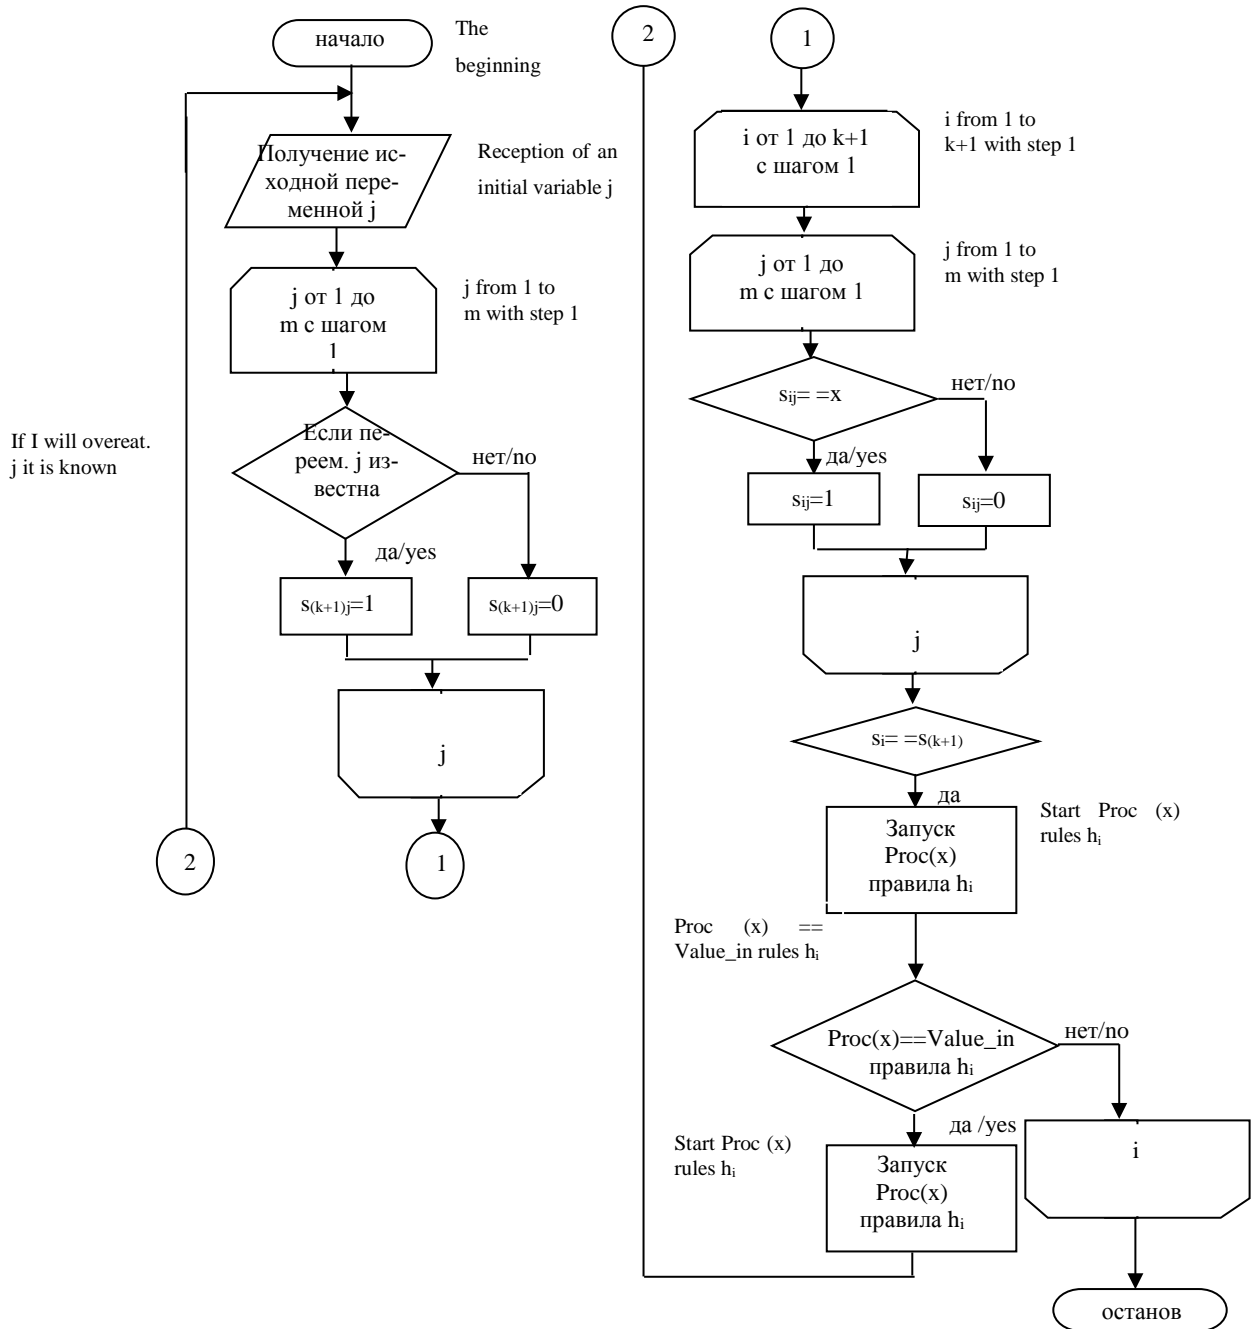 начало
The
beginning
Получение ис-
ходной пере-
менной j
Reception of an
initial variable j
j от 1 до
m с шагом
1
j from 1 to
m with step 1
If I will overeat.
j it is known
Если пе-
реем. j из-
вестна
нет/no
да/yes
s(k+1)j=1
s(k+1)j=0
j
2
1
2
1
i от 1 до k+1
с шагом 1
i from 1 to
k+1 with step 1
j от 1 до
m с шагом 1
j from 1 to
m with step 1
sij= =x
нет/no
да/yes
sij=1
sij=0
j
si= =s(k+1)
да
Запуск
Proc(x)
правила hi
Start Proc (x)
rules hi
Proc (x) ==
Value_in rules hi
Proc(x)==Value_in
правила hi
нет/no
да /yes
Start Proc (x)
rules hi
Запуск
Proc(x)
правила hi
i
останов